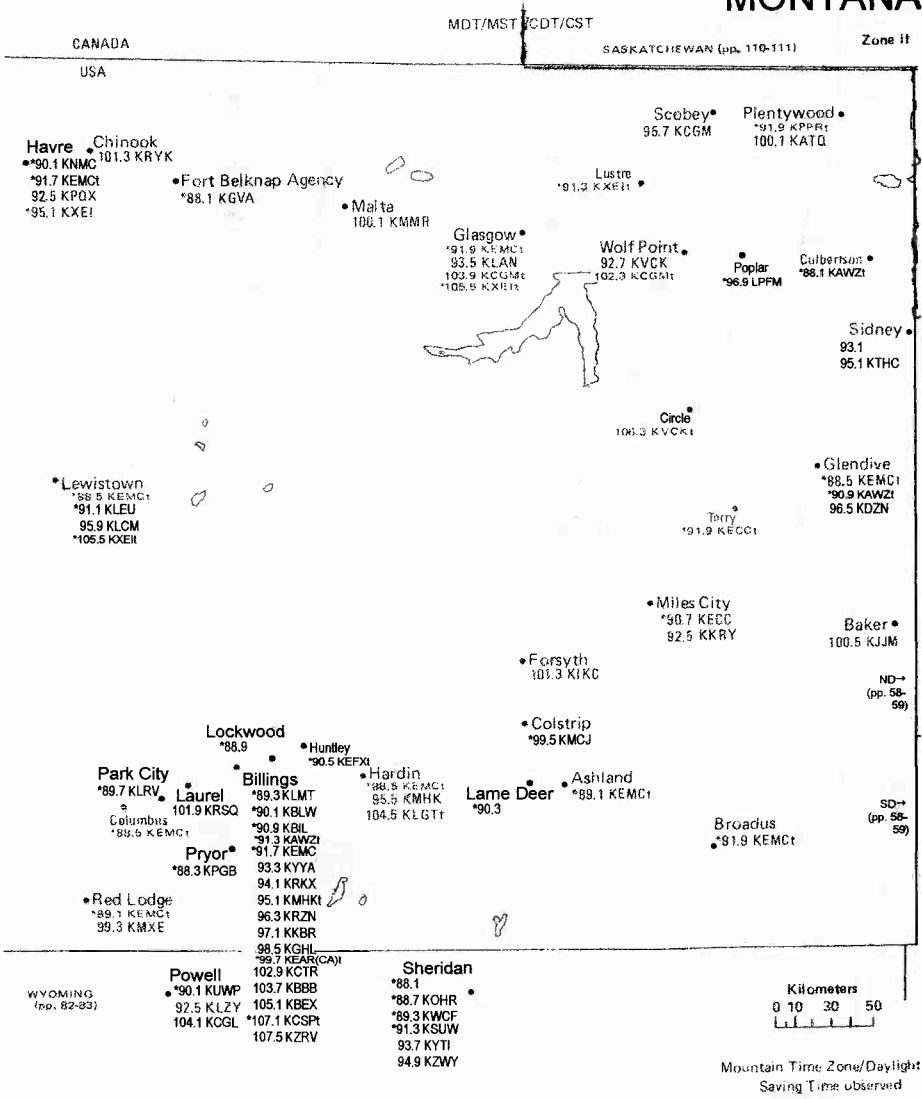 MONTANA
MDT/MST CDT/CST
CANADA
SASKATCHEWAN (pp. 110-111)
Zone II
USA
Scobey
95.7 KCGM
Plentywood
*91.9 KPPRt
100.1 KATQ
Havre
*90.1 KNMC
*91.7 KEMCt
92.5 KPQX
*95.1 KXEI
Chinook
101.3 KRYK
Fort Belknap Agency
*88.1 KGVA
Malta
100.1 KMMR
Lustre
*91.3 KXEIt
Glasgow
*91.9 KEMCt
93.5 KLAN
103.9 KCGMt
*105.5 KXEIt
Wolf Point
92.7 KVCK
102.3 KCGMt
Poplar
*96.9 LPFM
Culbertson
*88.1 KAWZt
Sidney
93.1
95.1 KTHC
Circle
106.3 KVCKt
Lewistown
*88.5 KEMCt
*91.1 KLEU
95.9 KLCM
*105.5 KXEIt
Glendive
*88.5 KEMCt
*90.9 KAWZt
96.5 KDZN
Terry
*91.9 KECCt
Miles City
*90.7 KECC
92.5 KKRY
Baker
100.5 KJJM
Forsyth
101.3 KIKC
ND→
(pp. 58-
59)
Colstrip
*99.5 KMCJ
Lockwood
*88.9
Huntley
*90.5 KEFXt
Park City
*89.7 KLRV
Columbus
*88.5 KEMCt
Laurel
101.9 KRSQ
Billings
*89.3 KLMT
*90.1 KBLW
*90.9 KBIL
*91.3 KAWZt
*91.7 KEMC
93.3 KYYA
94.1 KRKX
95.1 KMHKt
96.3 KRZN
97.1 KKBR
98.5 KGHL
*99.7 KEAR(CA)t
102.9 KCTR
103.7 KBBB
105.1 KBEX
*107.1 KCSPt
107.5 KZRV
Hardin
*88.5 KEMCt
95.5 KMHK
104.5 KLGTt
Lame Deer
*90.3
Ashland
*89.1 KEMCt
Broadus
*91.9 KEMCt
SD→
(pp. 58-
59)
Pryor
*88.3 KPGB
Red Lodge
*89.1 KEMCt
99.3 KMXE
WYOMING
(pp. 82-83)
Powell
*90.1 KUWP
92.5 KLZY
104.1 KCGL
Sheridan
*88.1
*88.7 KOHR
*89.3 KWCF
*91.3 KSUW
93.7 KYTI
94.9 KZWY
Kilometers
0 10 30 50
Mountain Time Zone/Daylight
Saving Time observed